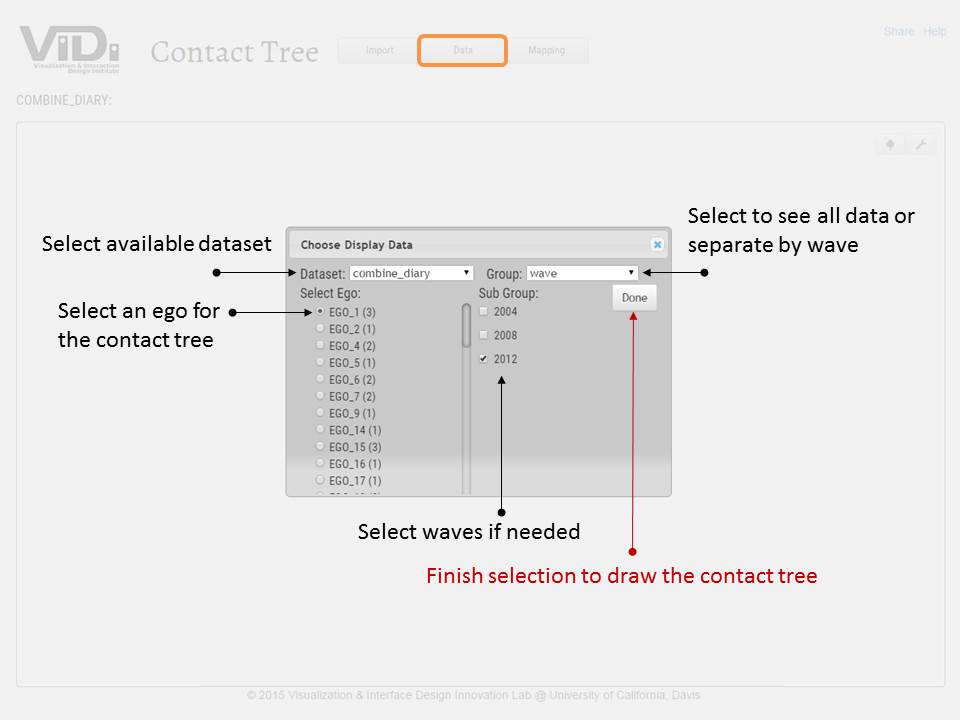 ViDi
Visualization & Interaction
Design Institute
Contact Tree
Import
Data
Mapping
Share Help
COMBINE_DIARY:
Select to see all data or
separate by wave
Select available dataset
Choose Display Data
Dataset: combine_diary Group: wave
Select Ego:
Sub Group:
Done
Select an ego for
the contact tree
EGO_1 (3)
EGO_2 (1)
EGO_4 (2)
EGO_5 (1)
EGO_6 (2)
EGO_7 (2)
EGO_9 (1)
EGO_14 (1)
EGO_15 (3)
EGO_16 (1)
EGO_17 (1)
2004
2008
2012
Select waves if needed
Finish selection to draw the contact tree
© 2015 Visualization & Interface Design Innovation Lab @ University of California, Davis